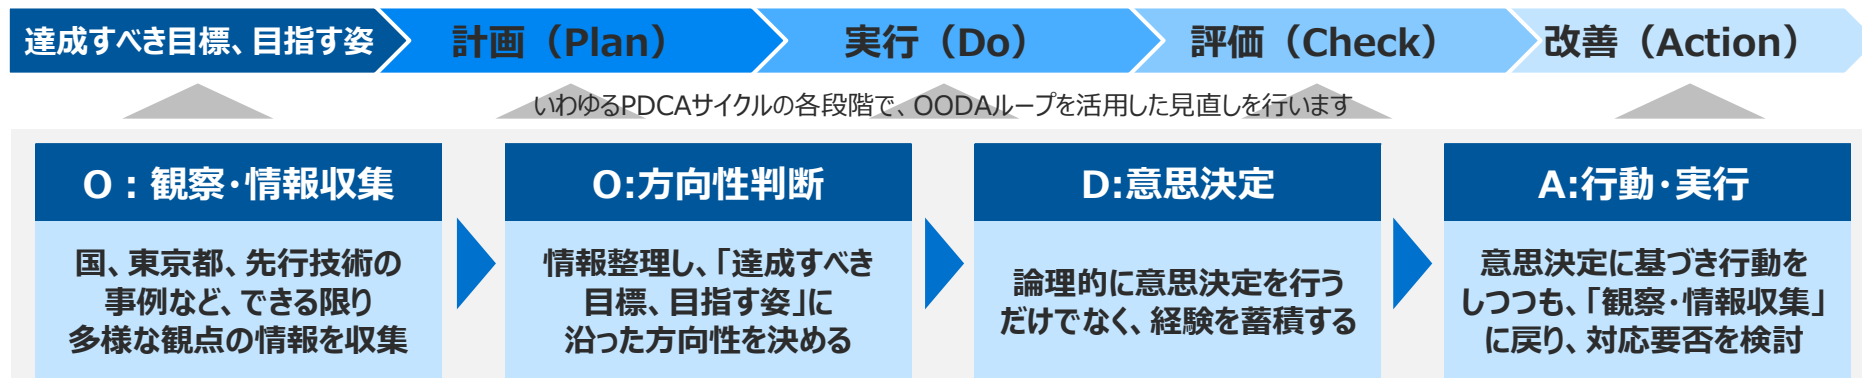 達成すべき目標、目指す姿
計画（Plan）
実行（Do）
評価（Check）
改善（Action）
いわゆるPDCAサイクルの各段階で、OODAループを活用した見直しを行います
O：観察・情報収集
国、東京都、先行技術の
事例など、できる限り
多様な観点の情報を収集
O:方向性判断
情報整理し、「達成すべき
目標、目指す姿」に
沿った方向性を決める
D:意思決定
論理的に意思決定を行う
だけでなく、経験を蓄積する
A:行動・実行
意思決定に基づき行動を
しつつも、「観察・情報収集」
に戻り、対応要否を検討